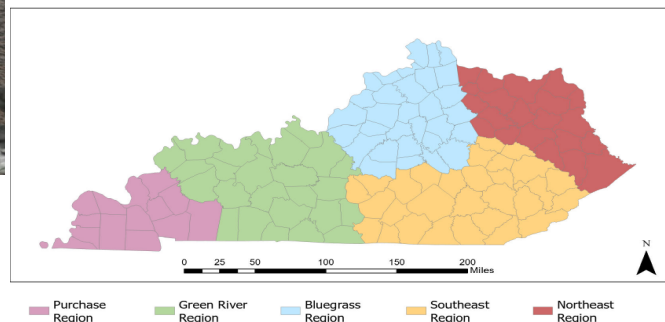 N
0 25 50 100 150 200
Miles
Purchase Region
Green River Region
Bluegrass Region
Southeast Region
Northeast Region